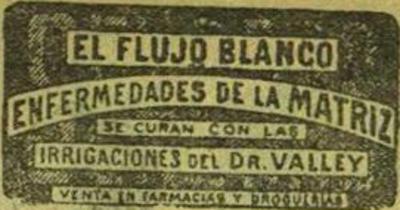 EL FLUJO BLANCO
ENFERMEDADES DE LA MATRIZ
SE CURAN CON LAS
IRRIGACIONES DEL DR. VALLEY
VENTA EN FARMACIAS Y DROGUERIAS